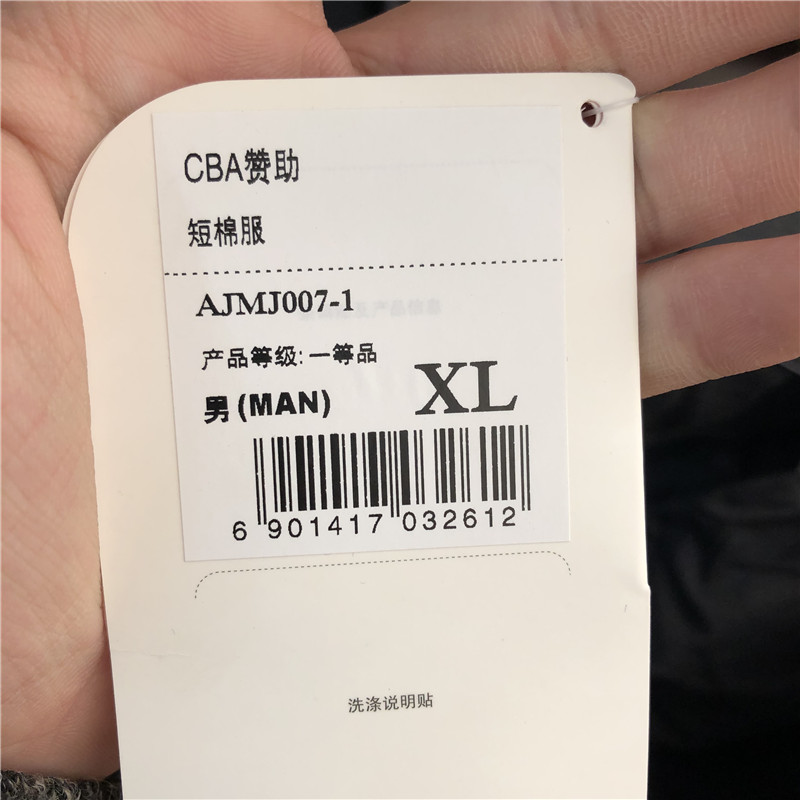 CBA赞助
短棉服
AJMJ007-1
产品等级:一等品
男(MAN)
XL
6 901417 032612
洗涤说明贴